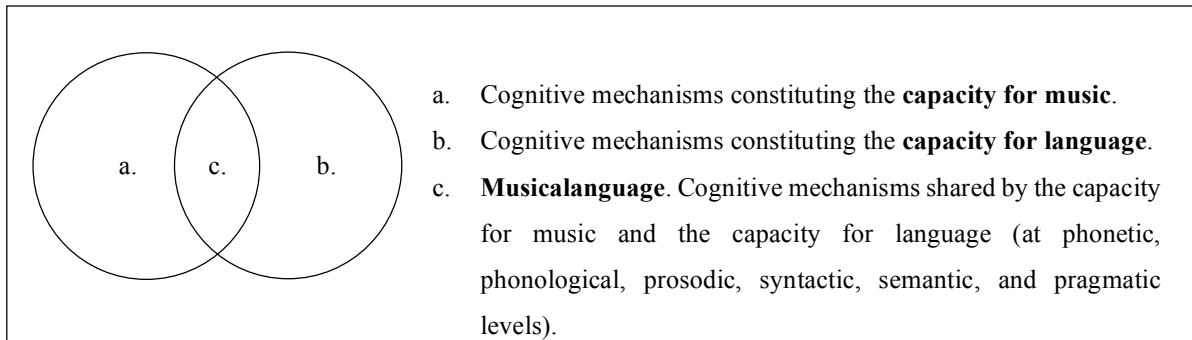 a. Cognitive mechanisms constituting the capacity for music.
b. Cognitive mechanisms constituting the capacity for language.
c. Musicalanguage. Cognitive mechanisms shared by the capacity
for music and the capacity for language (at phonetic,
phonological, prosodic, syntactic, semantic, and pragmatic
levels).
a. c. b.